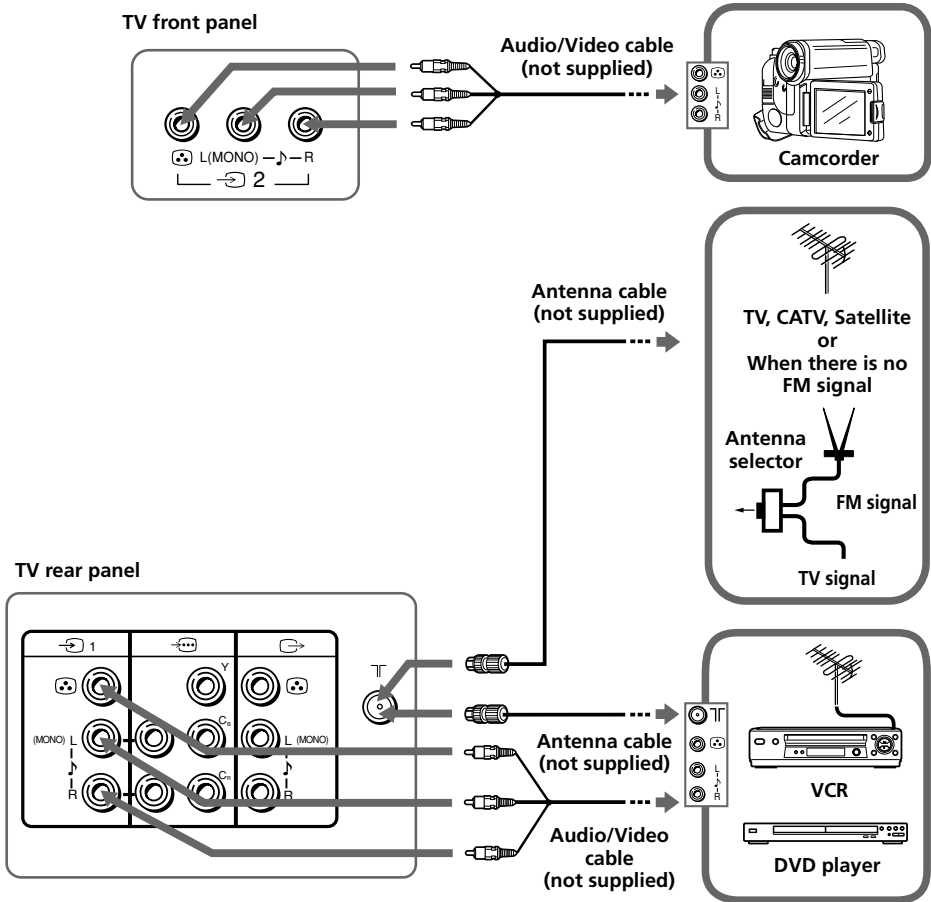 TV front panel
Audio/Video cable
(not supplied)
L
R
Camcorder
L(MONO)
R
2
Antenna cable
(not supplied)
TV, CATV, Satellite
or
When there is no
FM signal
Antenna
selector
FM signal
TV signal
TV rear panel
1
Y
CB
(MONO) L
L (MONO)
CR
R
R
Antenna cable
(not supplied)
L
R
VCR
Audio/Video
cable
(not supplied)
DVD player